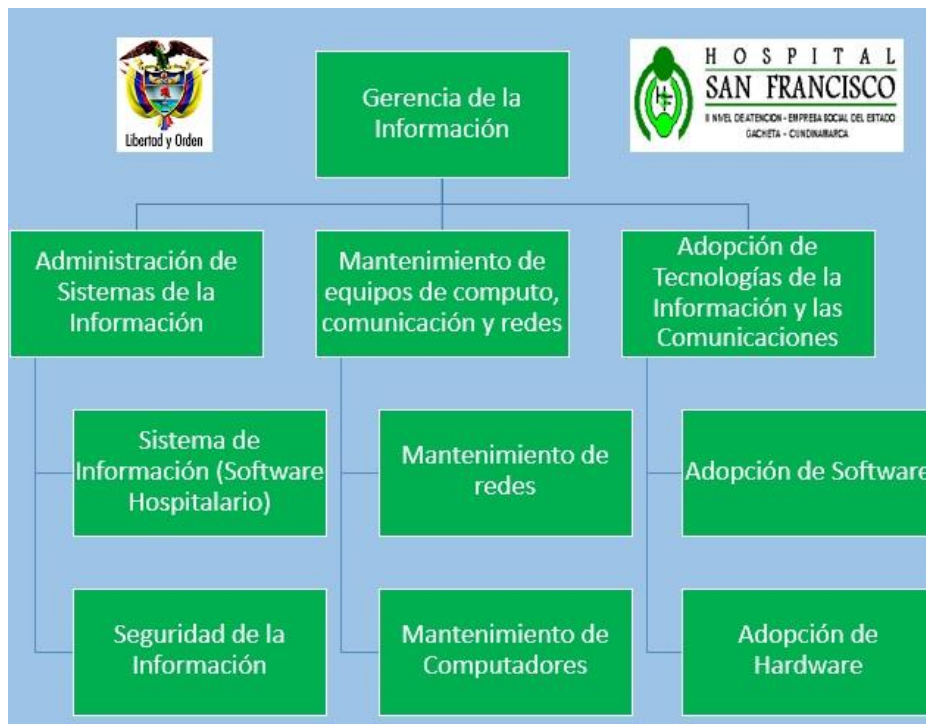 Libertad y Orden
Gerencia de la
Información
HOSPITAL
SAN FRANCISCO
II NIVEL DE ATENCION - EMPRESA SOCIAL DEL ESTADO
GACHETA - CUNDINAMARCA
Administración de
Sistemas de la
Información
Mantenimiento de
equipos de computo,
comunicación y redes
Adopción de
Tecnologías de la
Información y las
Comunicaciones
Sistema de
Información (Software
Hospitalario)
Mantenimiento de
redes
Adopción de Software
Seguridad de la
Información
Mantenimiento de
Computadores
Adopción de
Hardware